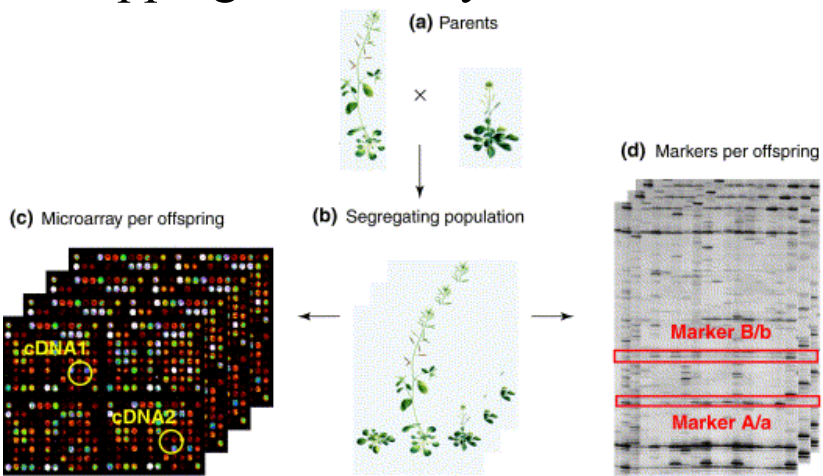 (a) Parents
×
(d) Markers per offspring
(c) Microarray per offspring
(b) Segregating population
cDNA1
cDNA2
Marker B/b
Marker A/a